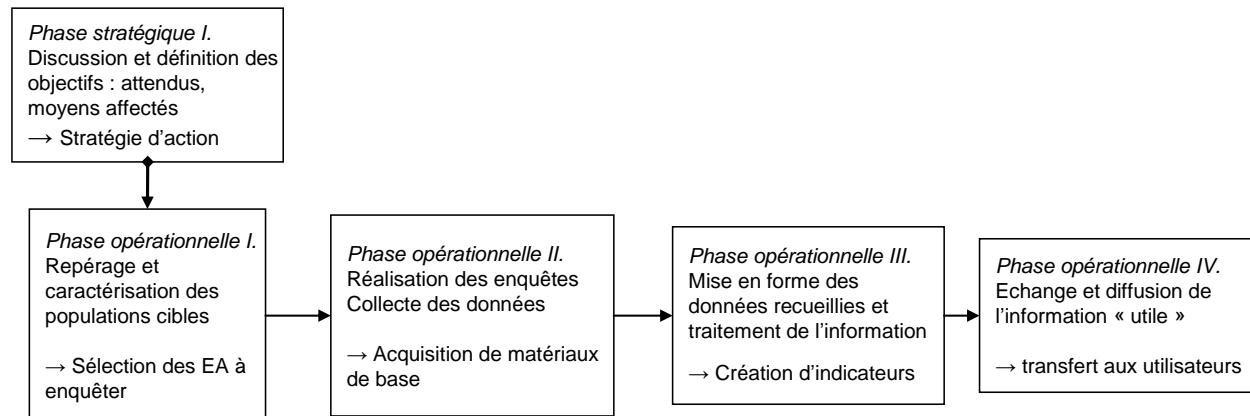 Phase stratégique I.
Discussion et définition des
objectifs : attendus,
moyens affectés
→ Stratégie d’action
Phase opérationnelle I.
Repérage et
caractérisation des
populations cibles
→ Sélection des EA à
enquêter
Phase opérationnelle II.
Réalisation des enquêtes
Collecte des données
→ Acquisition de matériaux
de base
Phase opérationnelle III.
Mise en forme des
données recueillies et
traitement de l’information
→ Création d’indicateurs
Phase opérationnelle IV.
Echange et diffusion de
l’information « utile »
→ transfert aux utilisateurs